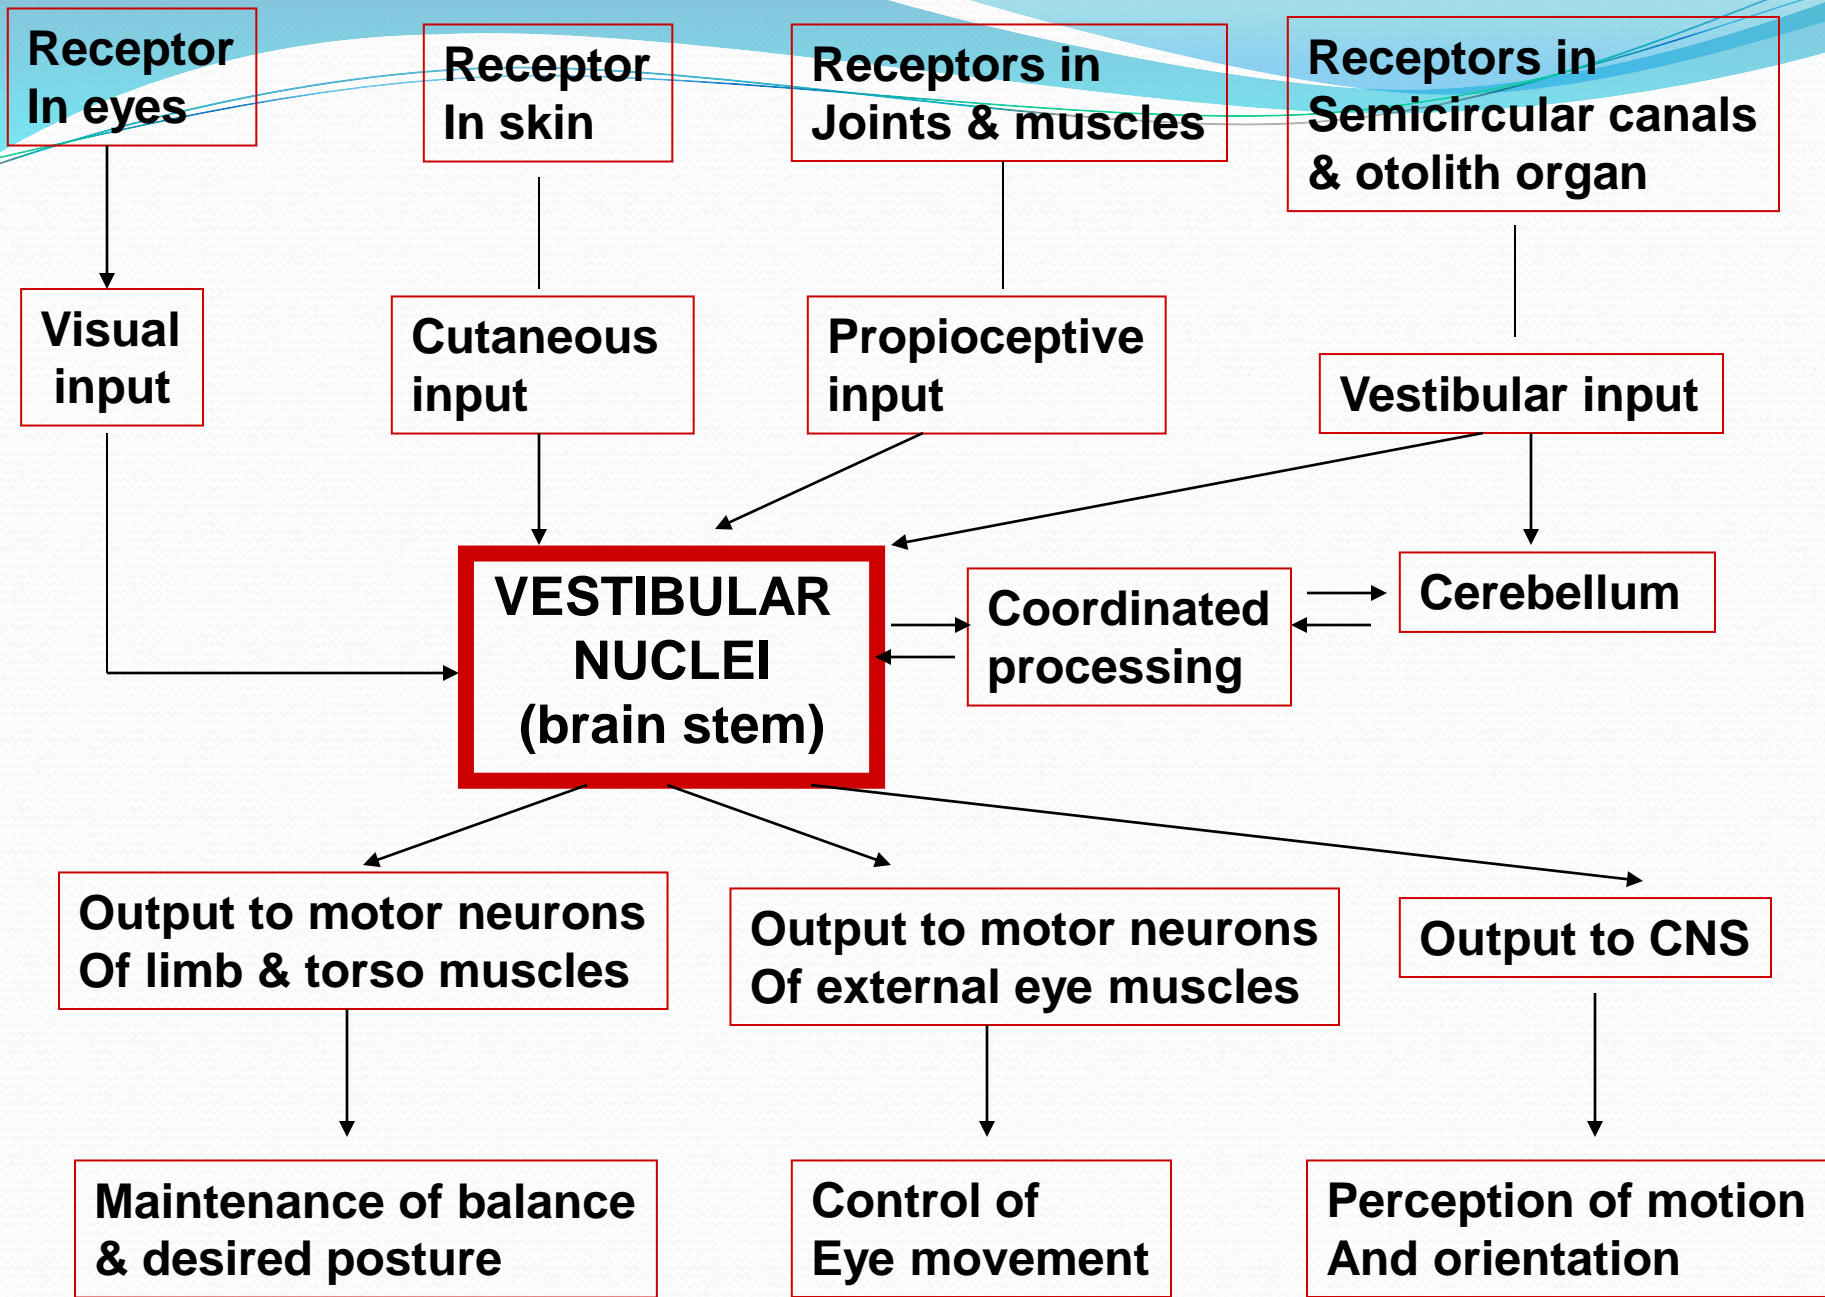 Receptor
In eyes
Receptor
In skin
Receptors in
Joints & muscles
Receptors in
Semicircular canals
& otolith organ
Visual
input
Cutaneous
input
Propioceptive
input
Vestibular input
VESTIBULAR
NUCLEI
(brain stem)
Coordinated
processing
Cerebellum
Output to motor neurons
Of limb & torso muscles
Output to motor neurons
Of external eye muscles
Output to CNS
Maintenance of balance
& desired posture
Control of
Eye movement
Perception of motion
And orientation